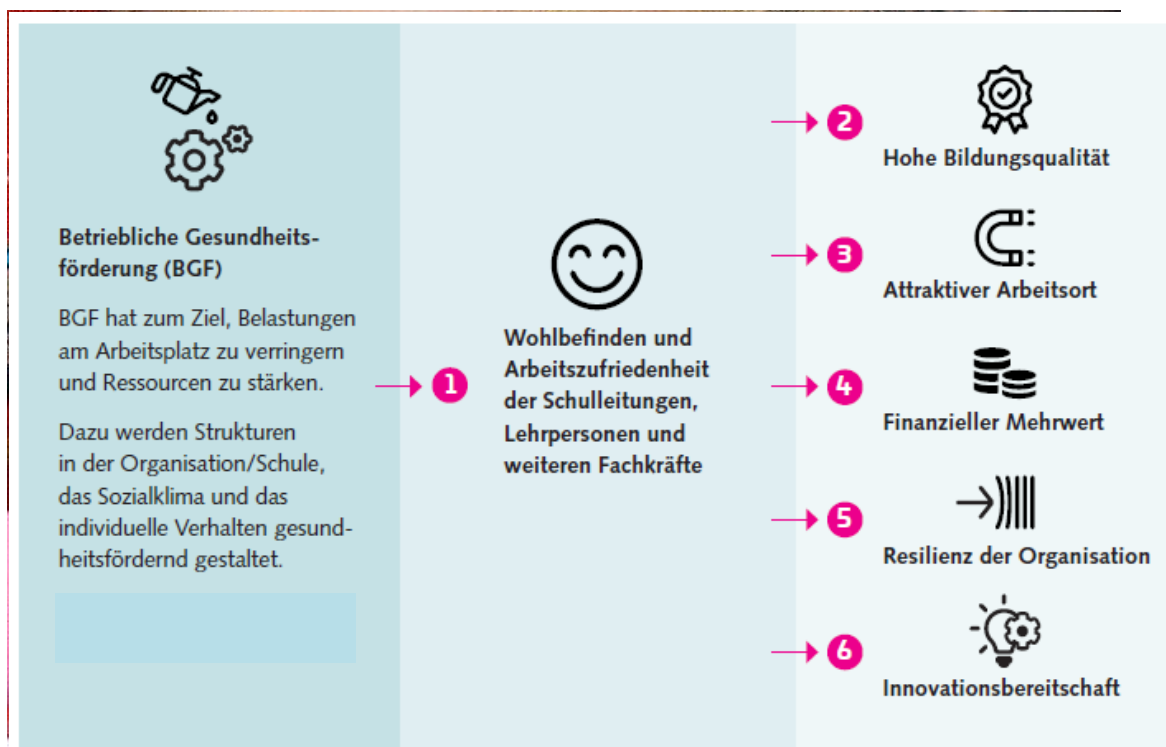 Betriebliche Gesundheits-
förderung (BGF)
BGF hat zum Ziel, Belastungen
am Arbeitsplatz zu verringern
und Ressourcen zu stärken.
Dazu werden Strukturen
in der Organisation/Schule,
das Sozialklima und das
individuelle Verhalten gesund-
heitsfördernd gestaltet.
1
Wohlbefinden und
Arbeitszufriedenheit
der Schulleitungen,
Lehrpersonen und
weiteren Fachkräfte
2
Hohe Bildungsqualität
3
Attraktiver Arbeitsort
4
Finanzieller Mehrwert
5
Resilienz der Organisation
6
Innovationsbereitschaft